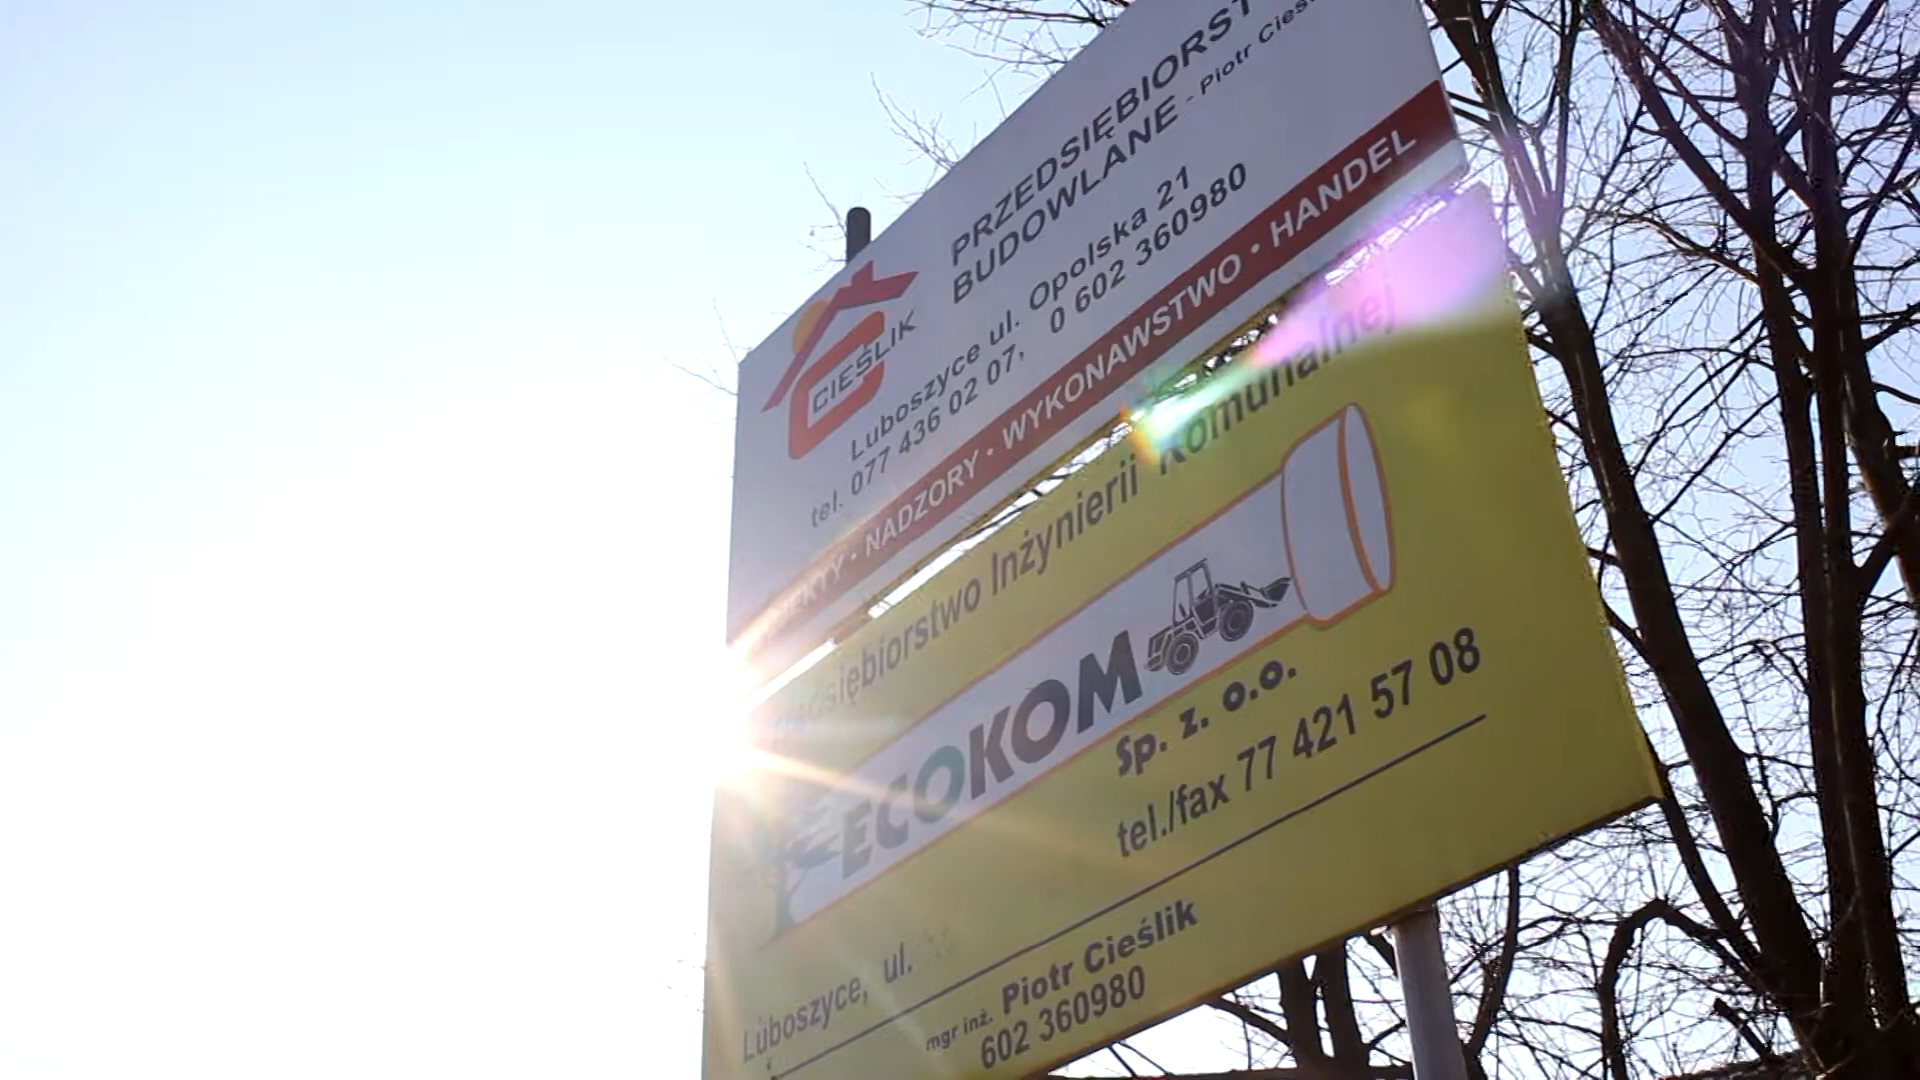 PRZEDSIĘBIORST
BUDOWLANE - Piotr
CIEŚLIK
Luboszyce ul. Opolska 21
tel. 077 436 02 07, 0 602 360980
• NADZORY • WYKONAWSTWO • HANDEL
Inżynierii Komunalnej
ECOKOM
Sp. z. o.o.
tel./fax 77 421 57 08
Luboszyce, ul.
mgr inż. Piotr Cieślik
602 360980